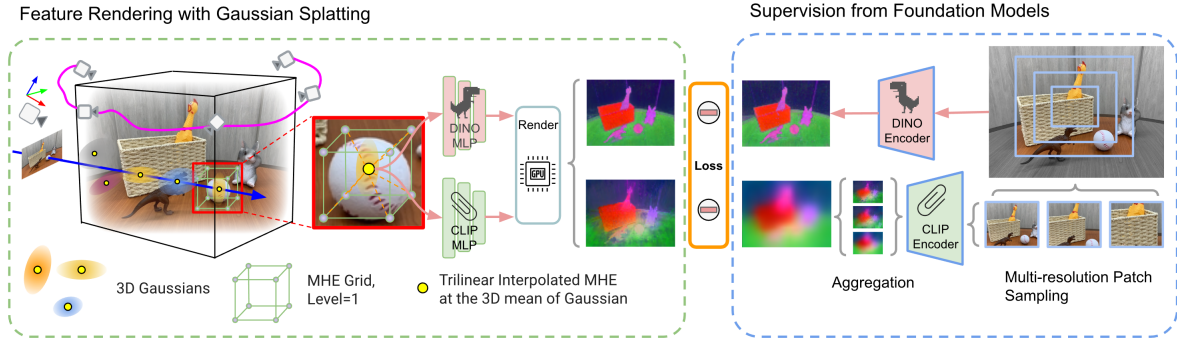 Feature Rendering with Gaussian Splatting
Supervision from Foundation Models
DINO
MLP
CLIP
MLP
Render
GPU
Loss
DINO
Encoder
CLIP
Encoder
Aggregation
Multi-resolution Patch
Sampling
3D Gaussians
MHE Grid,
Level=1
Trilinear Interpolated MHE
at the 3D mean of Gaussian